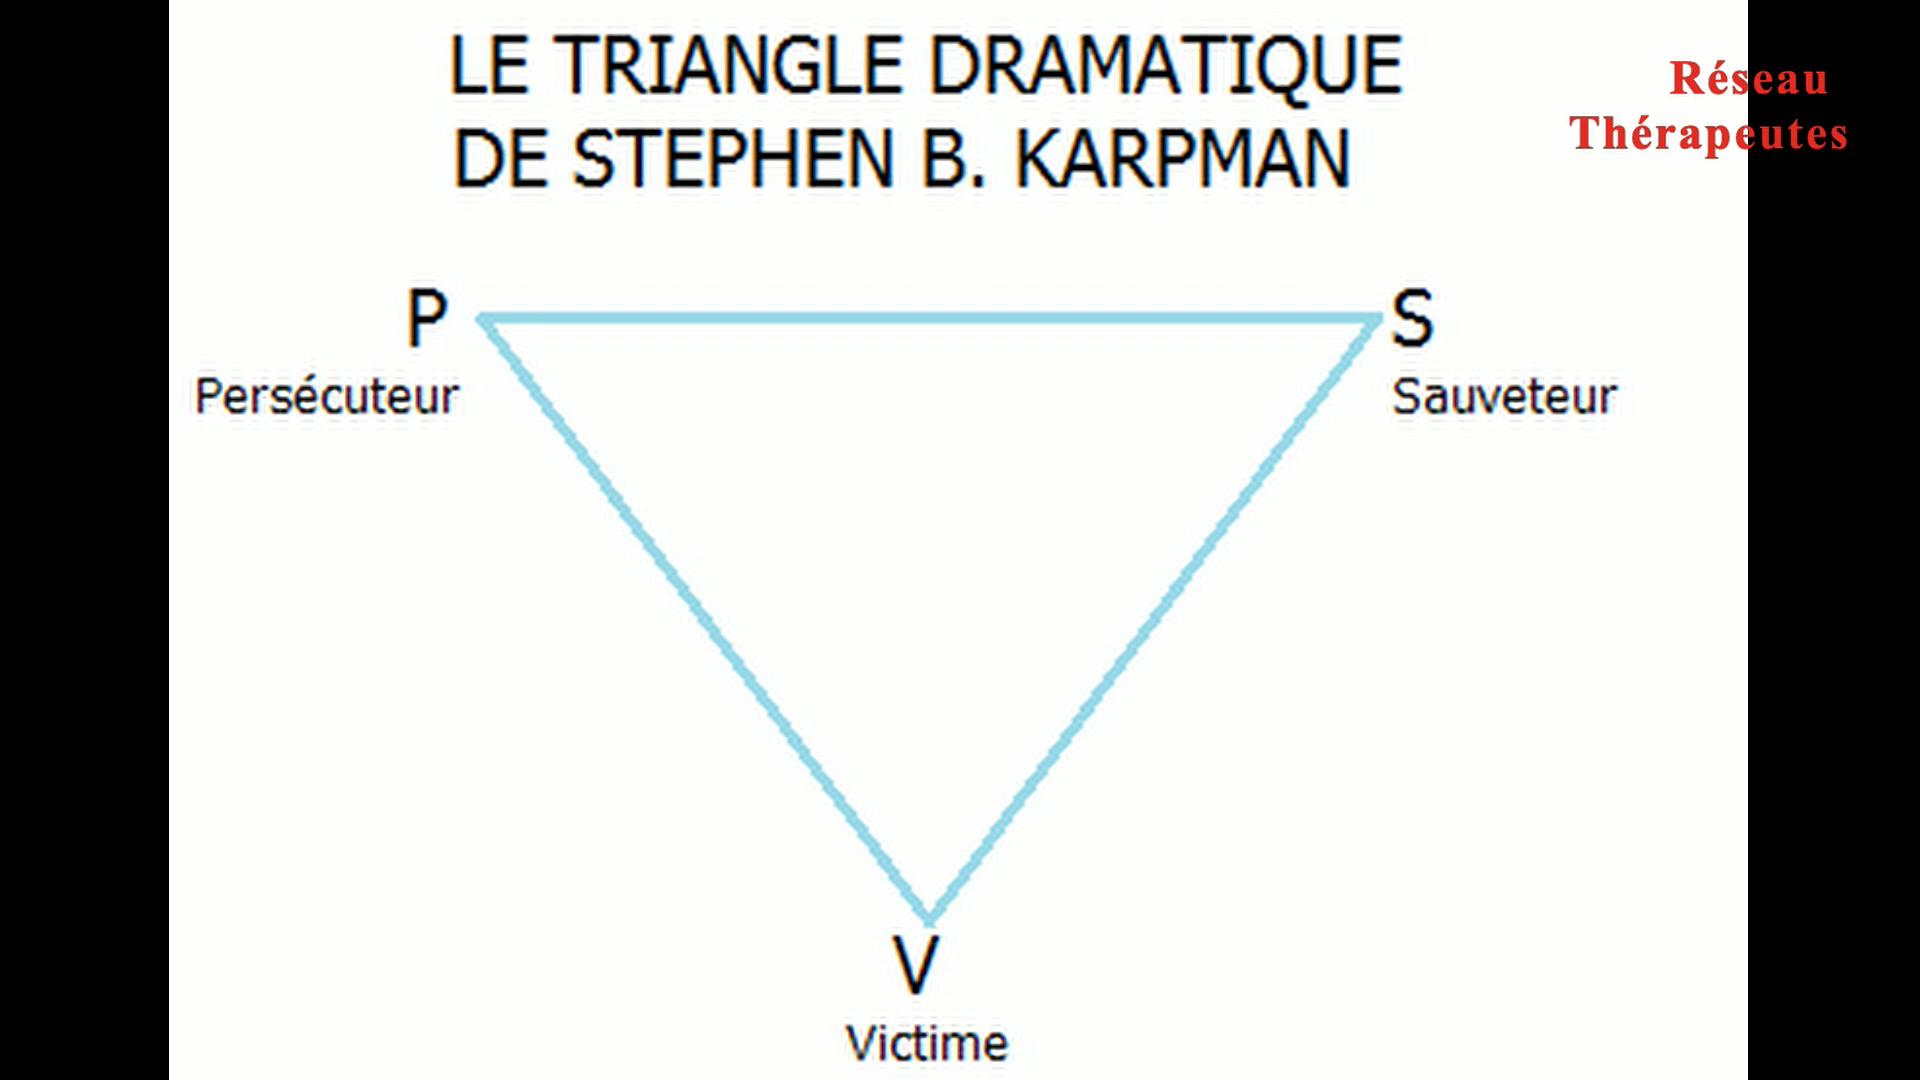 LE TRIANGLE DRAMATIQUE
DE STEPHEN B. KARPMAN
Réseau
Thérapeutes
P
S
Persécuteur
Sauveteur
V
Victime